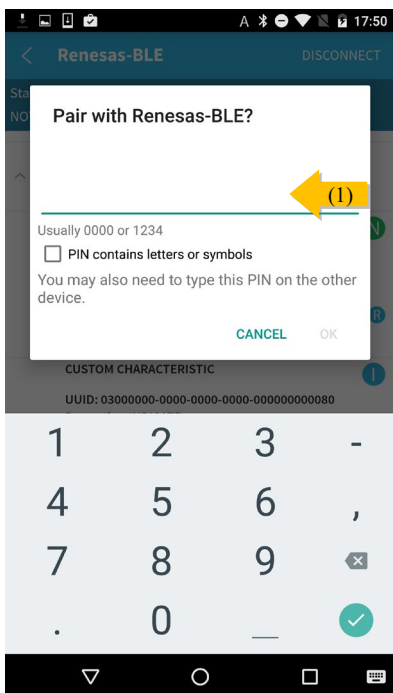 A 17:50
Renesas-BLE DISCONNECT
Sta
NO
Pair with Renesas-BLE?
(1)
N
Usually 0000 or 1234
PIN contains letters or symbols
You may also need to type this PIN on the other
device.
R
CANCEL OK
CUSTOM CHARACTERISTIC
I
UUID: 03000000-0000-0000-0000-000000000080
1 2 3 -
4 5 6 ,
7 8 9
. 0 _